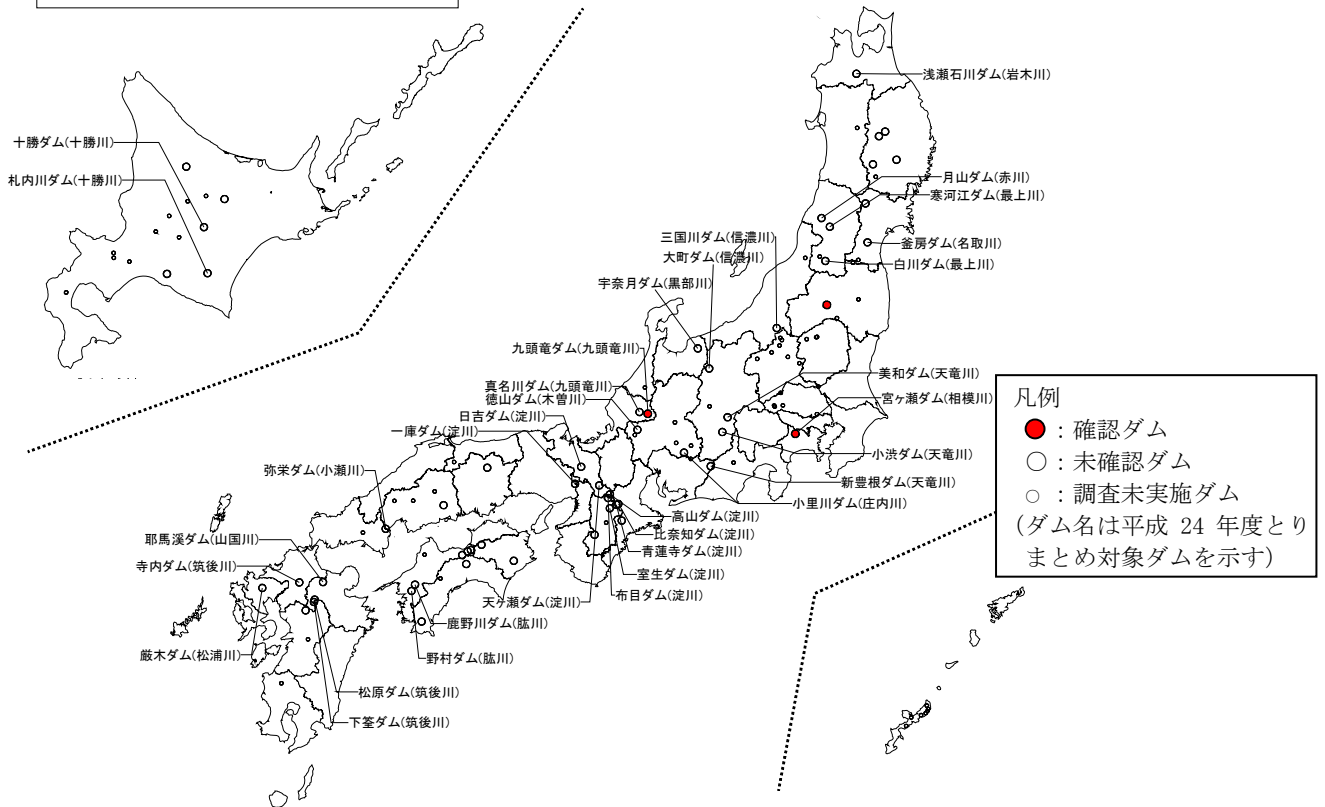 浅瀬石川ダム(岩木川)
十勝ダム(十勝川)
札内川ダム(十勝川)
月山ダム(赤川)
寒河江ダム(最上川)
三国川ダム(信濃川)
大町ダム(信濃川)
釜房ダム(名取川)
白川ダム(最上川)
宇奈月ダム(黒部川)
九頭竜ダム(九頭竜川)
真名川ダム(九頭竜川)
徳山ダム(木曽川)
日吉ダム(淀川)
一庫ダム(淀川)
弥栄ダム(小瀬川)
美和ダム(天竜川)
宮ヶ瀬ダム(相模川)
小渋ダム(天竜川)
新豊根ダム(天竜川)
小里川ダム(庄内川)
高山ダム(淀川)
比奈知ダム(淀川)
青蓮寺ダム(淀川)
室生ダム(淀川)
布目ダム(淀川)
天ヶ瀬ダム(淀川)
耶馬溪ダム(山国川)
寺内ダム(筑後川)
鹿野川ダム(肱川)
厳木ダム(松浦川)
野村ダム(肱川)
松原ダム(筑後川)
下筌ダム(筑後川)
凡例
：確認ダム
：未確認ダム
：調査未実施ダム
(ダム名は平成 24 年度とり
まとめ対象ダムを示す)